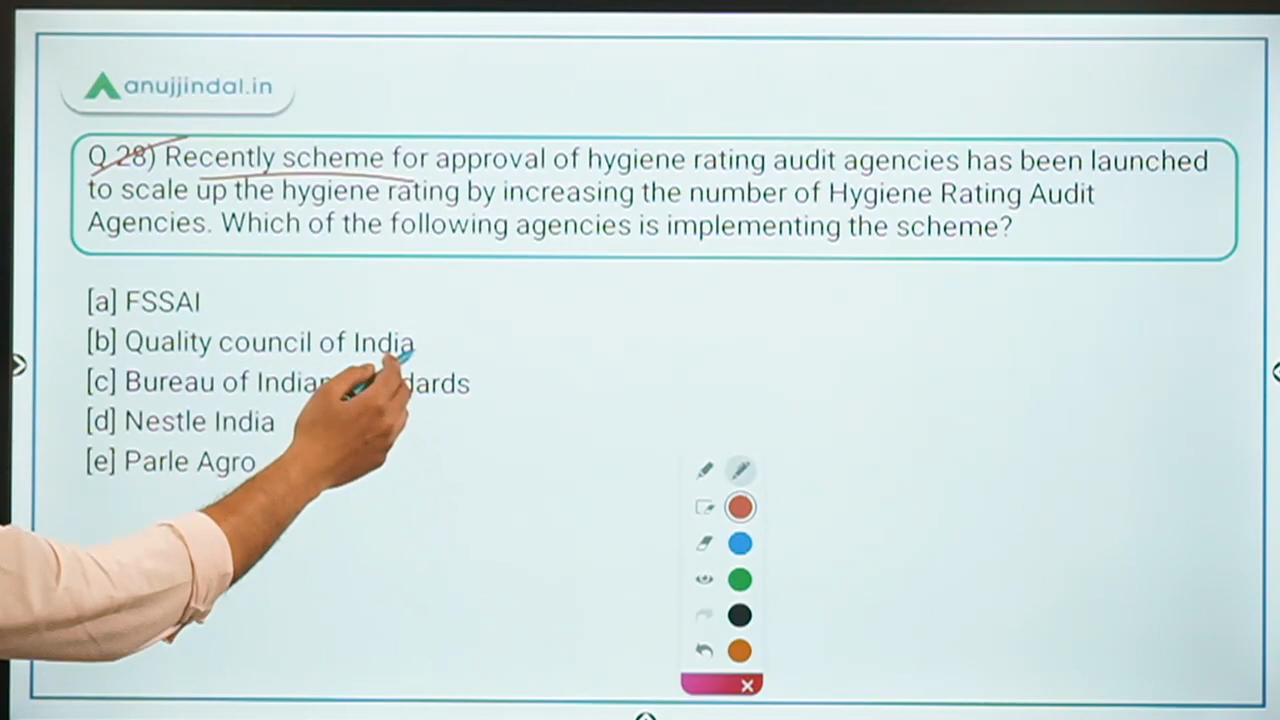 anujjindal.in
Q.28) Recently scheme for approval of hygiene rating audit agencies has been launched
to scale up the hygiene rating by increasing the number of Hygiene Rating Audit
Agencies. Which of the following agencies is implementing the scheme?
[a] FSSAI
[b] Quality council of India
[c] Bureau of Indian
[d] Nestle India
[e] Parle Agro